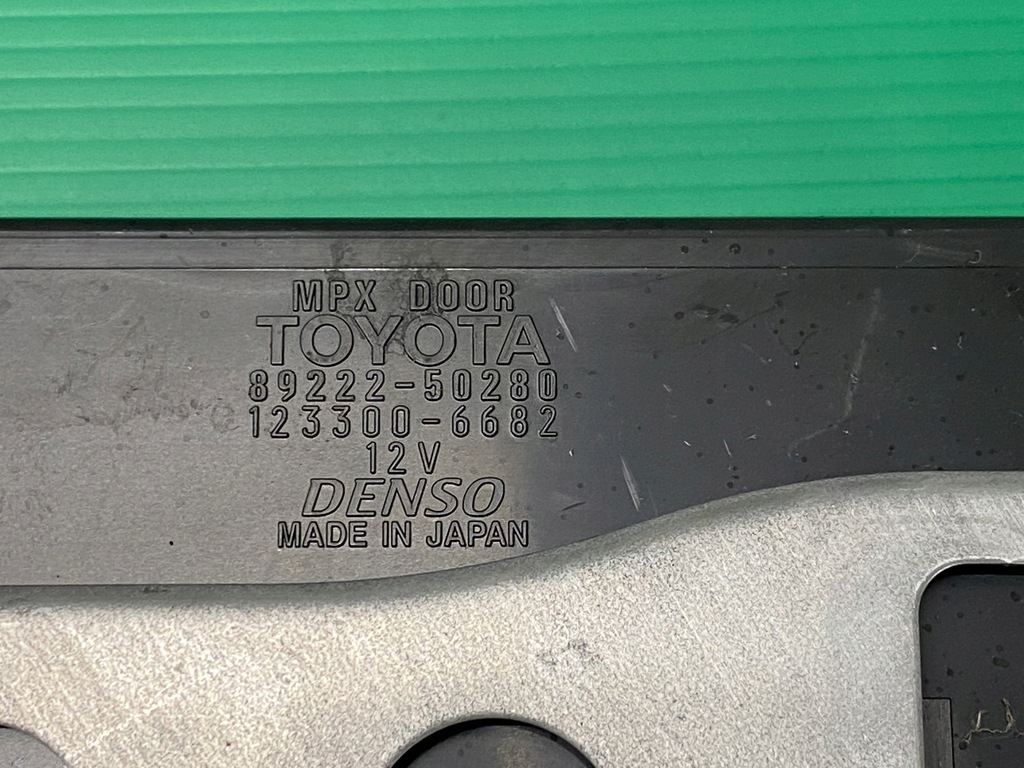 MPX DOOR
TOYOTA
89222-50280
123300-6682
12V
DENSO
MADE IN JAPAN